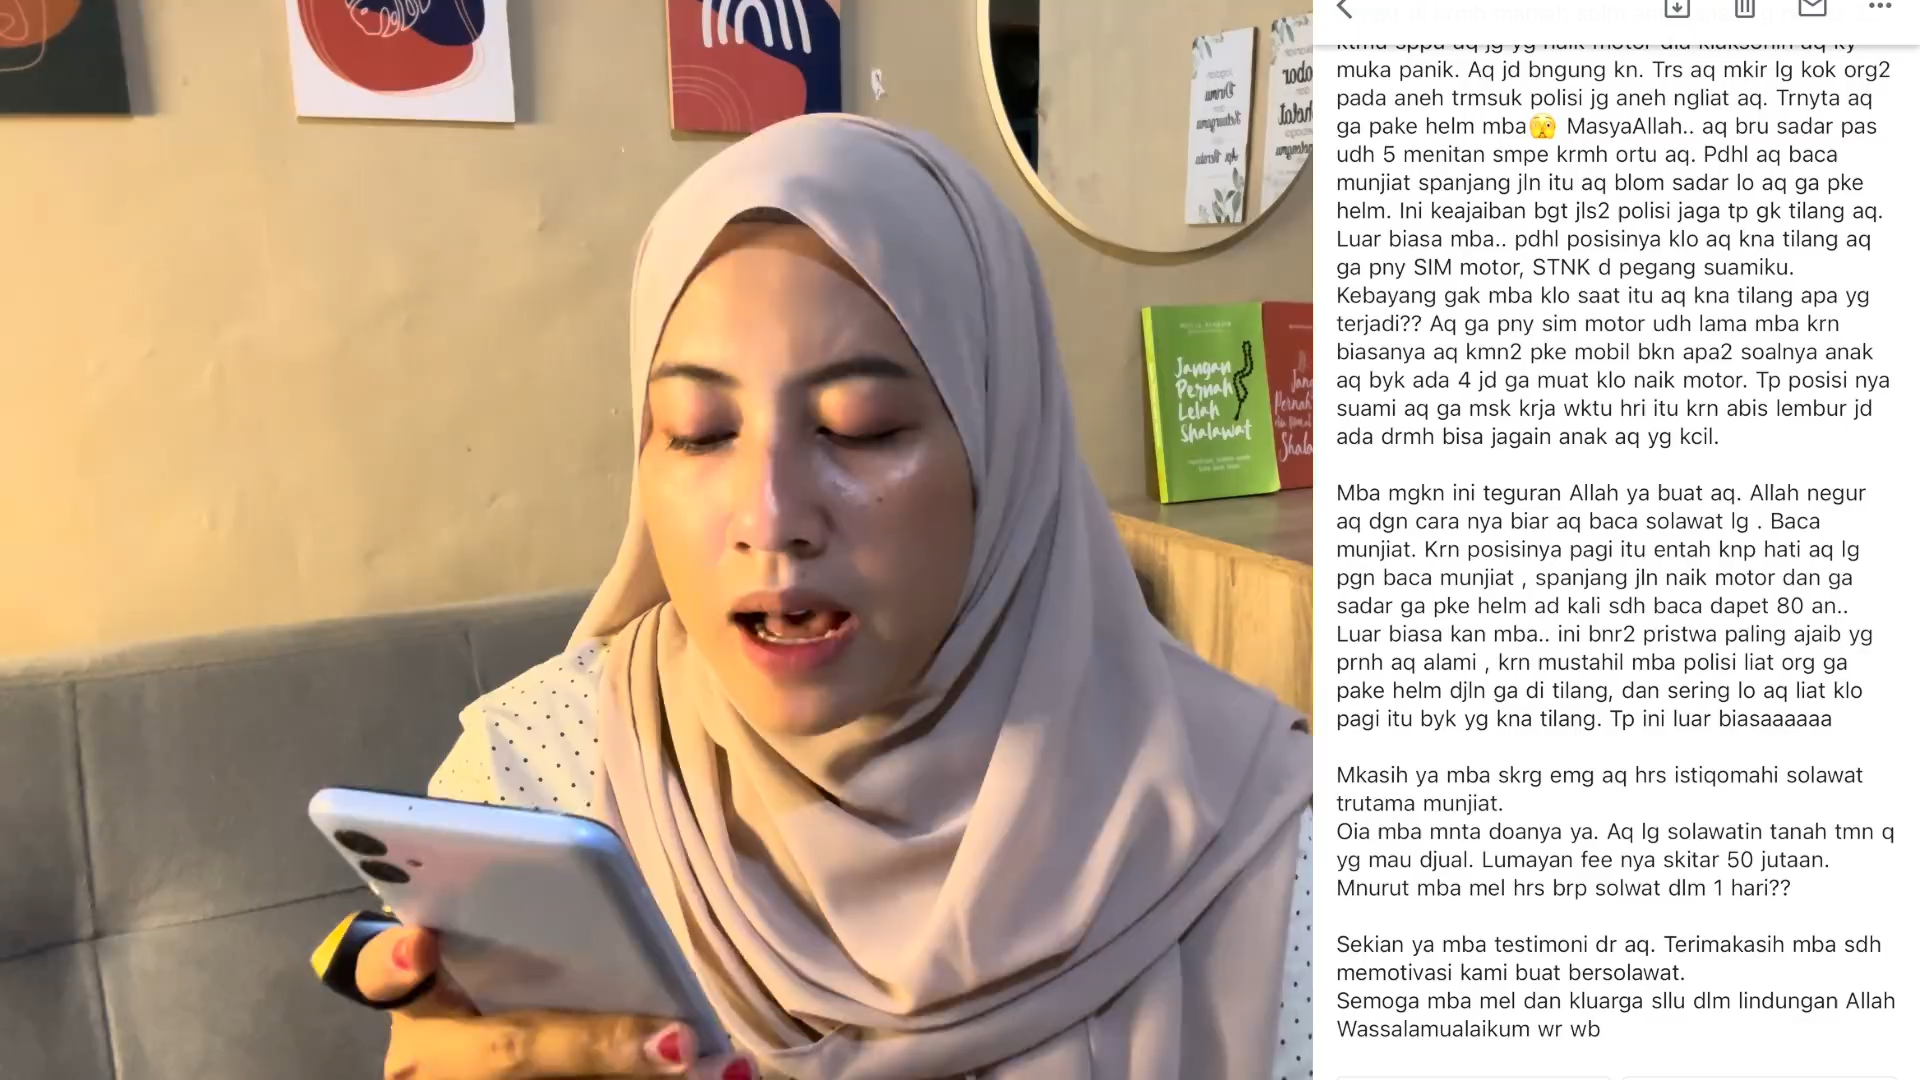 muka panik. Aq jd bngung kn. Trs aq mkir lg kok org2
pada aneh trmsuk polisi jg aneh ngliat aq. Trnyta aq
ga pake helm mba🫣 MasyaAllah.. aq bru sadar pas
udh 5 menitan smpe krmh ortu aq. Pdhl aq baca
munjiat spanjang jln itu aq blom sadar lo aq ga pke
helm. Ini keajaiban bgt jls2 polisi jaga tp gk tilang aq.
Luar biasa mba.. pdhl posisinya klo aq kna tilang aq
ga pny SIM motor, STNK d pegang suamiku.
Kebayang gak mba klo saat itu aq kna tilang apa yg
terjadi?? Aq ga pny sim motor udh lama mba krn
biasanya aq kmn2 pke mobil bkn apa2 soalnya anak
aq byk ada 4 jd ga muat klo naik motor. Tp posisi nya
suami aq ga msk krja wktu hri itu krn abis lembur jd
ada drmh bisa jagain anak aq yg kcil.
Mba mgkn ini teguran Allah ya buat aq. Allah negur
aq dgn cara nya biar aq baca solawat lg . Baca
munjiat. Krn posisinya pagi itu entah knp hati aq lg
pgn baca munjiat , spanjang jln naik motor dan ga
sadar ga pke helm ad kali sdh baca dapet 80 an..
Luar biasa kan mba.. ini bnr2 pristwa paling ajaib yg
prnh aq alami , krn mustahil mba polisi liat org ga
pake helm djln ga di tilang, dan sering lo aq liat klo
pagi itu byk yg kna tilang. Tp ini luar biasaaaaaa
Mkasih ya mba skrg emg aq hrs istiqomahi solawat
trutama munjiat.
Oia mba mnta doanya ya. Aq lg solawatin tanah tmn q
yg mau djual. Lumayan fee nya skitar 50 jutaan.
Mnurut mba mel hrs brp solwat dlm 1 hari??
Sekian ya mba testimoni dr aq. Terimakasih mba sdh
memotivasi kami buat bersolawat.
Semoga mba mel dan kluarga sllu dlm lindungan Allah
Wassalamualaikum wr wb
Jangan
Pernah
Lelah
Shalawat